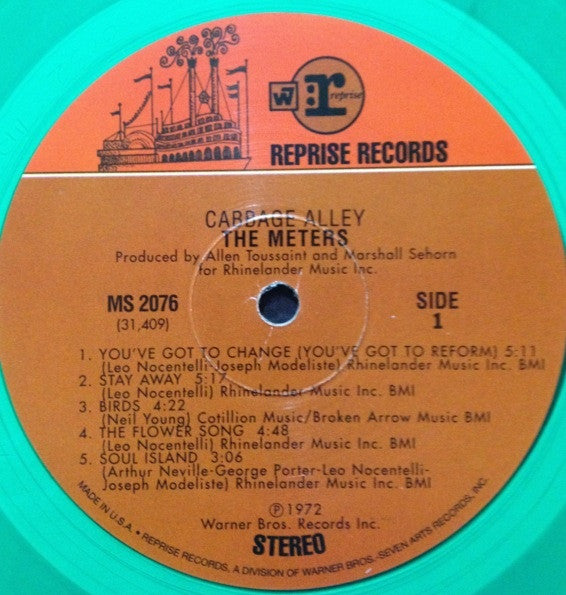 W
r
reprise
REPRISE RECORDS
CABBAGE ALLEY
THE METERS
Produced by Allen Toussaint and Marshall Sehorn
for Rhinelander Music Inc.
MS 2076
(31,409)
SIDE
1
1. YOU'VE GOT TO CHANGE (YOU'VE GOT TO REFORM) 5:11
(Leo Nocentelli-Joseph Modeliste) Rhinelander Music Inc. BMI
2. STAY AWAY 5:17
(Leo Nocentelli) Rhinelander Music Inc. BMI
3. BIRDS 4:22
(Neil Young) Cotillion Music/Broken Arrow Music BMI
4. THE FLOWER SONG 4:48
(Leo Nocentelli) Rhinelander Music Inc. BMI
5. SOUL ISLAND 3:06
(Arthur Neville-George Porter-Leo Nocentelli-
Joseph Modeliste) Rhinelander Music Inc. BMI
℗ 1972
Warner Bros. Records Inc.
STEREO
MADE IN U.S.A. • REPRISE RECORDS, A DIVISION OF WARNER BROS.-SEVEN ARTS RECORDS, INC.